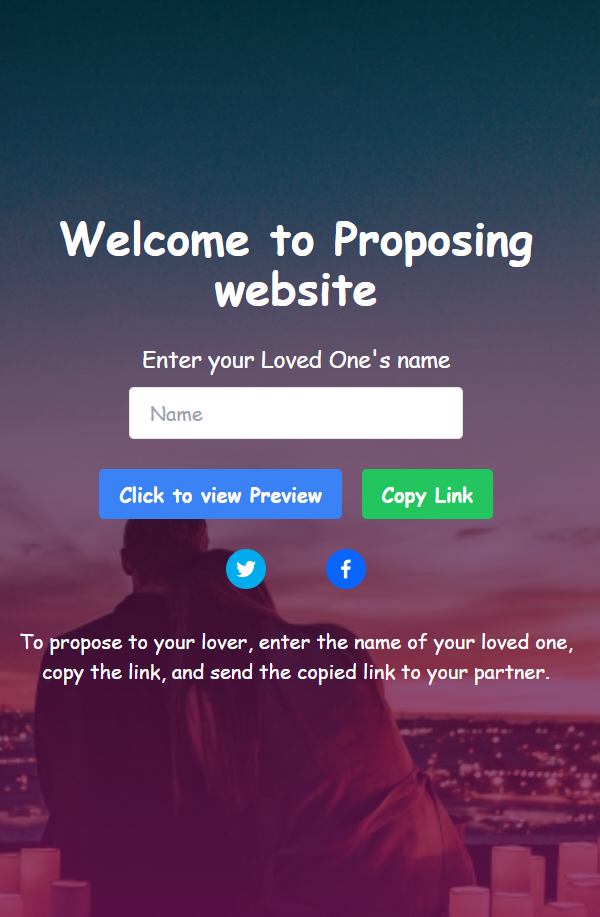 Welcome to Proposing
website
Enter your Loved One's name
Name
Click to view Preview
Copy Link
To propose to your lover, enter the name of your loved one,
copy the link, and send the copied link to your partner.